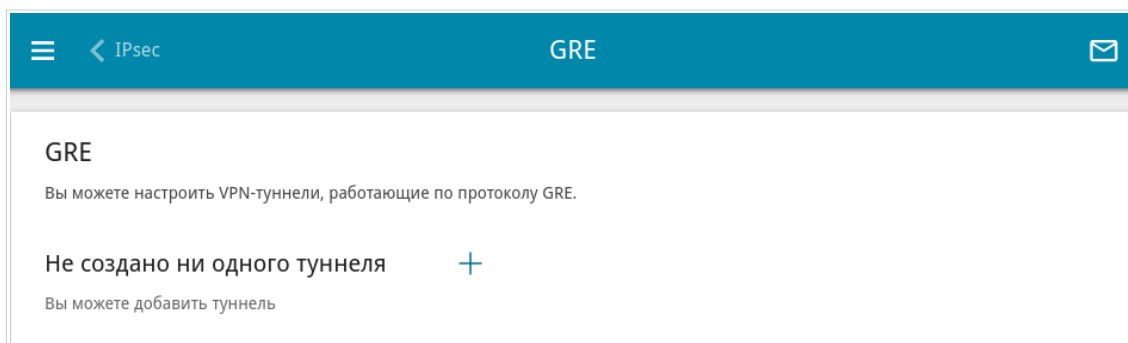 IPsec
GRE
GRE
Вы можете настроить VPN-туннели, работающие по протоколу GRE.
Не создано ни одного туннеля
Вы можете добавить туннель